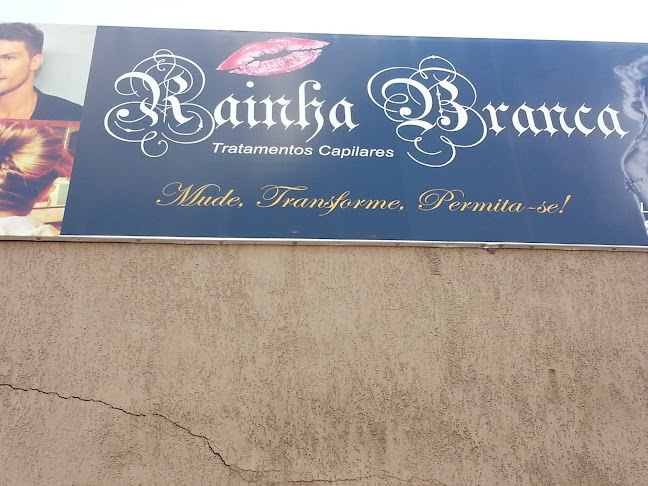 Rainha Branca
Tratamentos Capilares
Mude, Transforme, Permita-se!